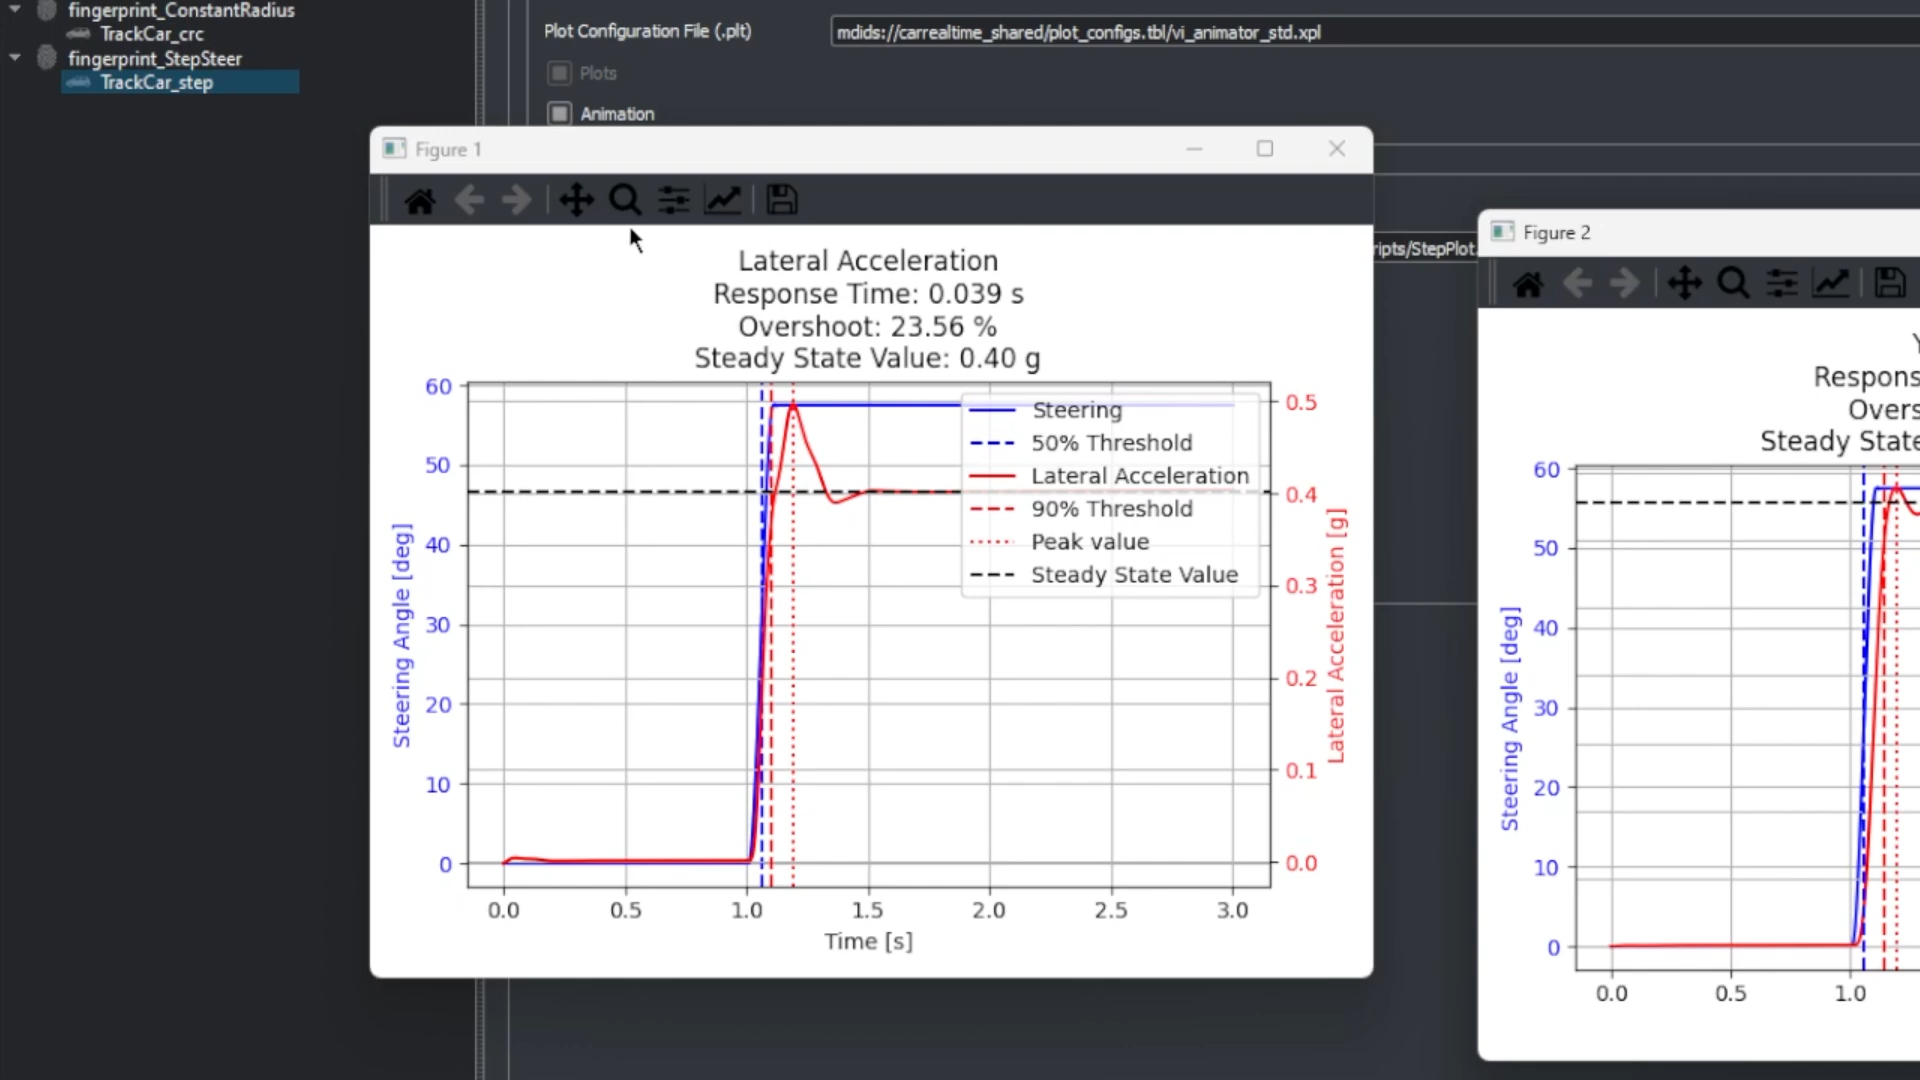 fingerprint_ConstantRadius
TrackCar_crc
fingerprint_StepSteer
TrackCar_step
Plot Configuration File (.plt)
mdids://carrealtime_shared/plot_configs.tbl/vi_animator_std.xpl
Plots
Animation
Figure 1
Lateral Acceleration
Response Time: 0.039 s
Overshoot: 23.56 %
Steady State Value: 0.40 g
60
50
40
30
20
10
0
Steering Angle [deg]
Steering
50% Threshold
Lateral Acceleration
90% Threshold
Peak value
Steady State Value
0.5
0.4
0.3
0.2
0.1
0.0
Lateral Acceleration [g]
0.0 0.5 1.0 1.5 2.0 2.5 3.0
Time [s]
ripts/StepPlot.
Figure 2
Respons
Overs
Steady State
60
50
40
30
20
10
0
Steering Angle [deg]
0.0 0.5 1.0